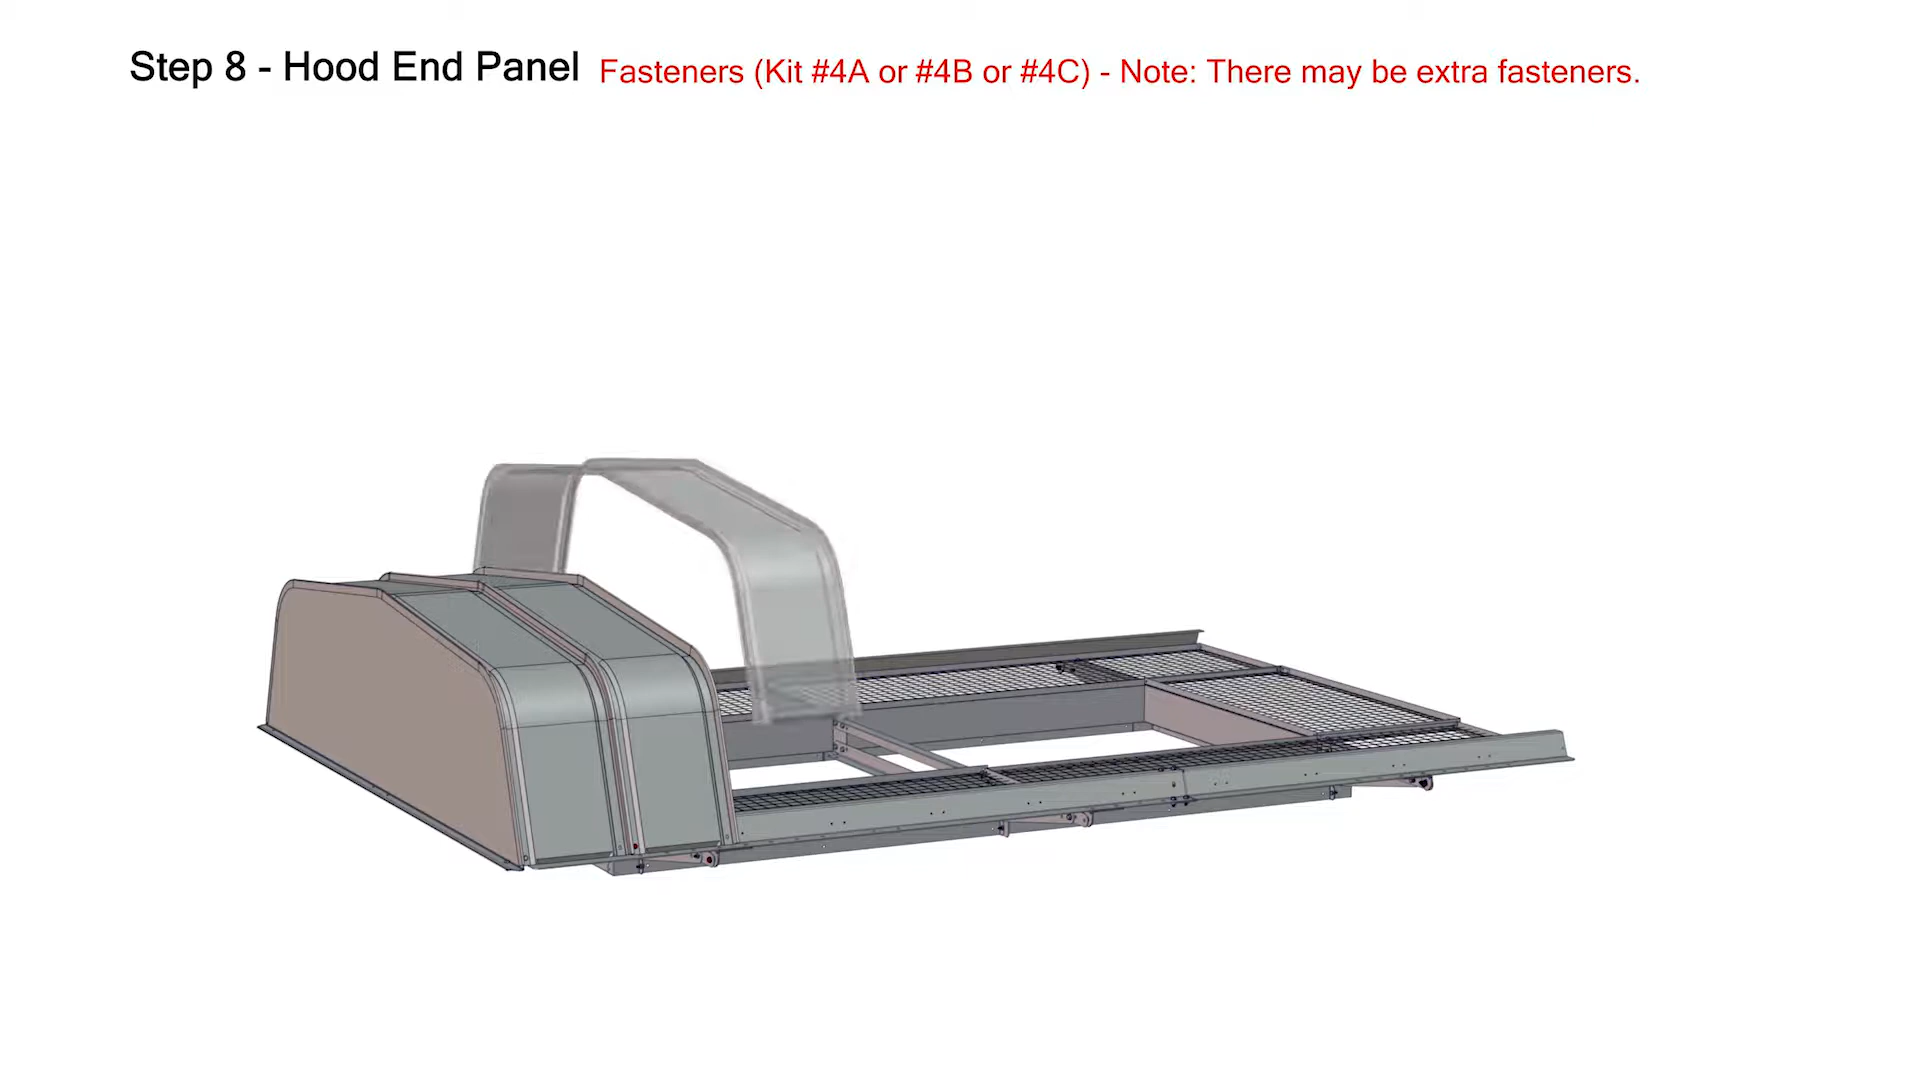 Step 8 - Hood End Panel Fasteners (Kit #4A or #4B or #4C) - Note: There may be extra fasteners.